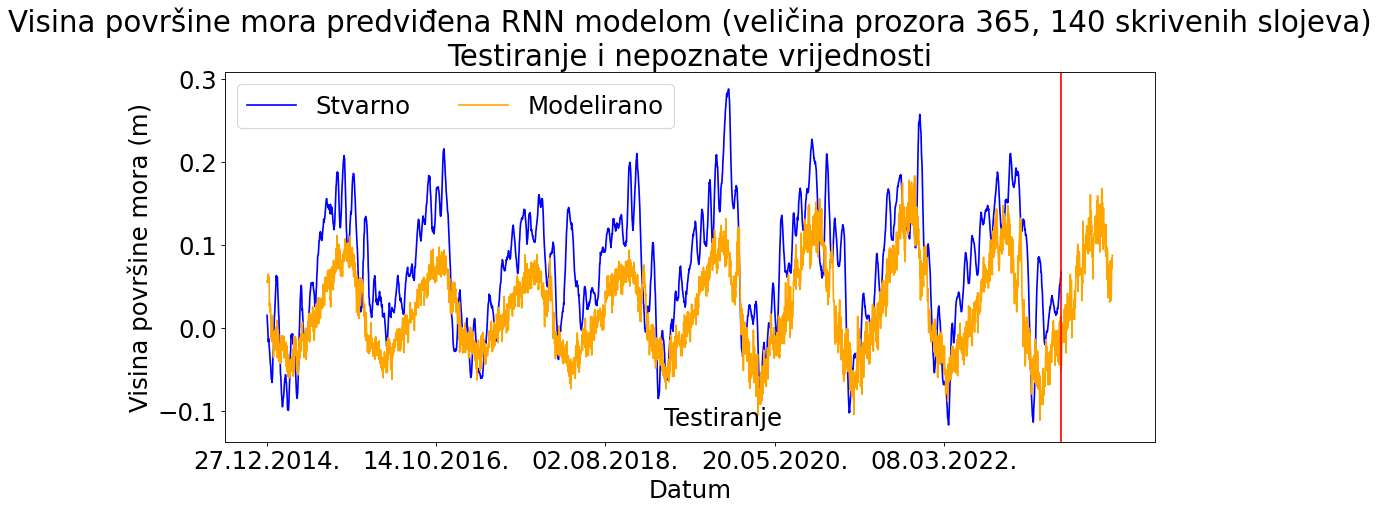 Visina površine mora predviđena RNN modelom (veličina prozora 365, 140 skrivenih slojeva)
Testiranje i nepoznate vrijednosti
Stvarno
Modelirano
Visina površine mora (m)
0.3
0.2
0.1
0.0
−0.1
Testiranje
27.12.2014.
14.10.2016.
02.08.2018.
20.05.2020.
08.03.2022.
Datum